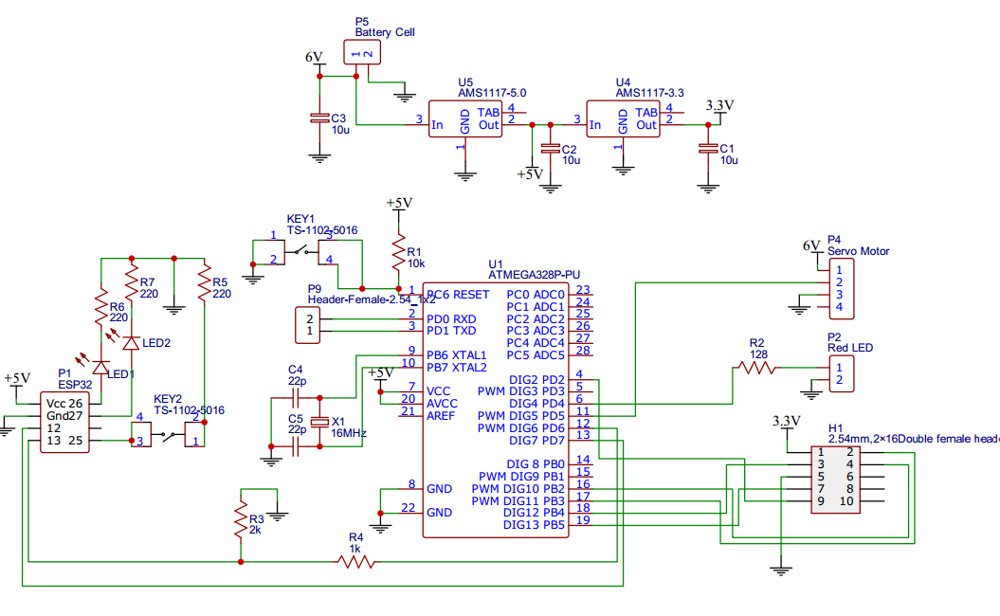 P5
Battery Cell
1 2
6V
C3
10u
U5
AMS1117-5.0
3 In
GND
TAB 4
Out 2
1
+5V
C2
10u
U4
AMS1117-3.3
3 In
GND
TAB 4
Out 2
1
3.3V
C1
10u
KEY1
TS-1102-5016
1
2
3
4
+5V
R1
10k
P9
Header-Female-2.54_1x2
2
1
U1
ATMEGA328P-PU
1 PC6 RESET
2 PD0 RXD
3 PD1 TXD
9 PB6 XTAL1
10 PB7 XTAL2
7 VCC
20 AVCC
21 AREF
8 GND
22 GND
PC0 ADC0 23
PC1 ADC1 24
PC2 ADC2 25
PC3 ADC3 26
PC4 ADC4 27
PC5 ADC5 28
DIG2 PD2 4
PWM DIG3 PD3 5
DIG4 PD4 6
PWM DIG5 PD5 11
PWM DIG6 PD6 12
DIG7 PD7 13
DIG 8 PB0 14
PWM DIG9 PB1 15
PWM DIG10 PB2 16
PWM DIG11 PB3 17
DIG12 PB4 18
DIG13 PB5 19
+5V
C4
22p
C5
22p
X1
16MHz
R7
220
R6
220
R5
220
LED2
LED1
+5V
P1
ESP32
Vcc 26
Gnd 27
12
13 25
KEY2
TS-1102-5016
4
3
2
1
R3
2k
R4
1k
6V
P4
Servo Motor
1
2
3
4
R2
128
P2
Red LED
1
2
3.3V
H1
2.54mm,2×16Double female heade
1 2
3 4
5 6
7 8
9 10